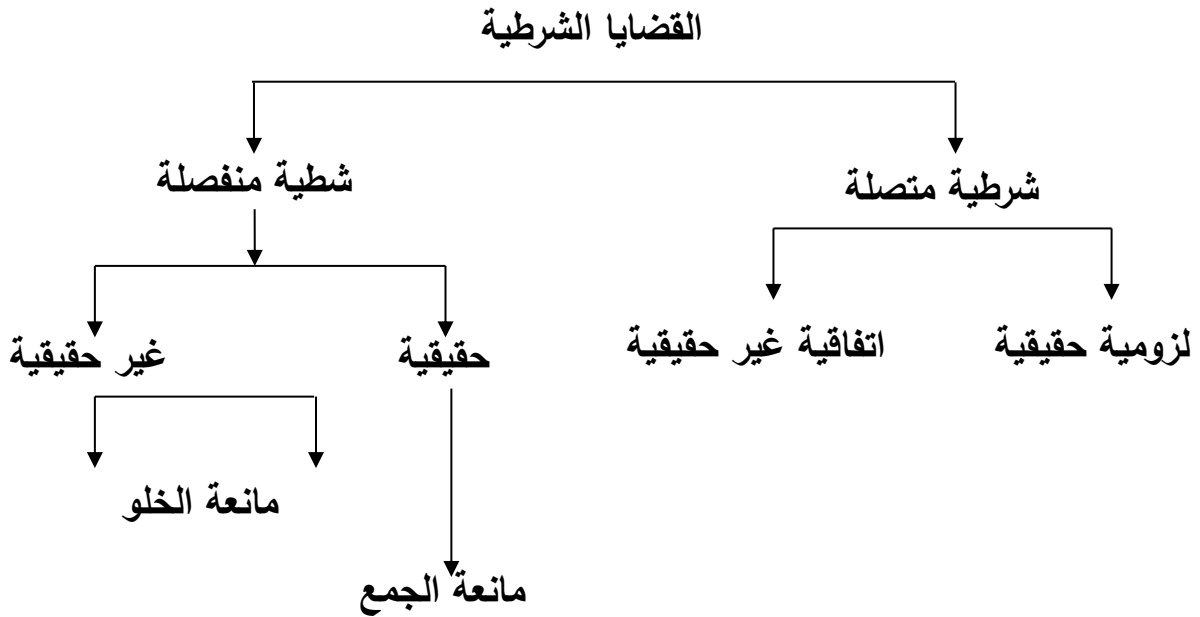 القضايا الشرطية
شرطية متصلة
شطية منفصلة
لزومية حقيقية
اتفاقية غير حقيقية
حقيقية
غير حقيقية
مانعة الخلو
مانعة الجمع